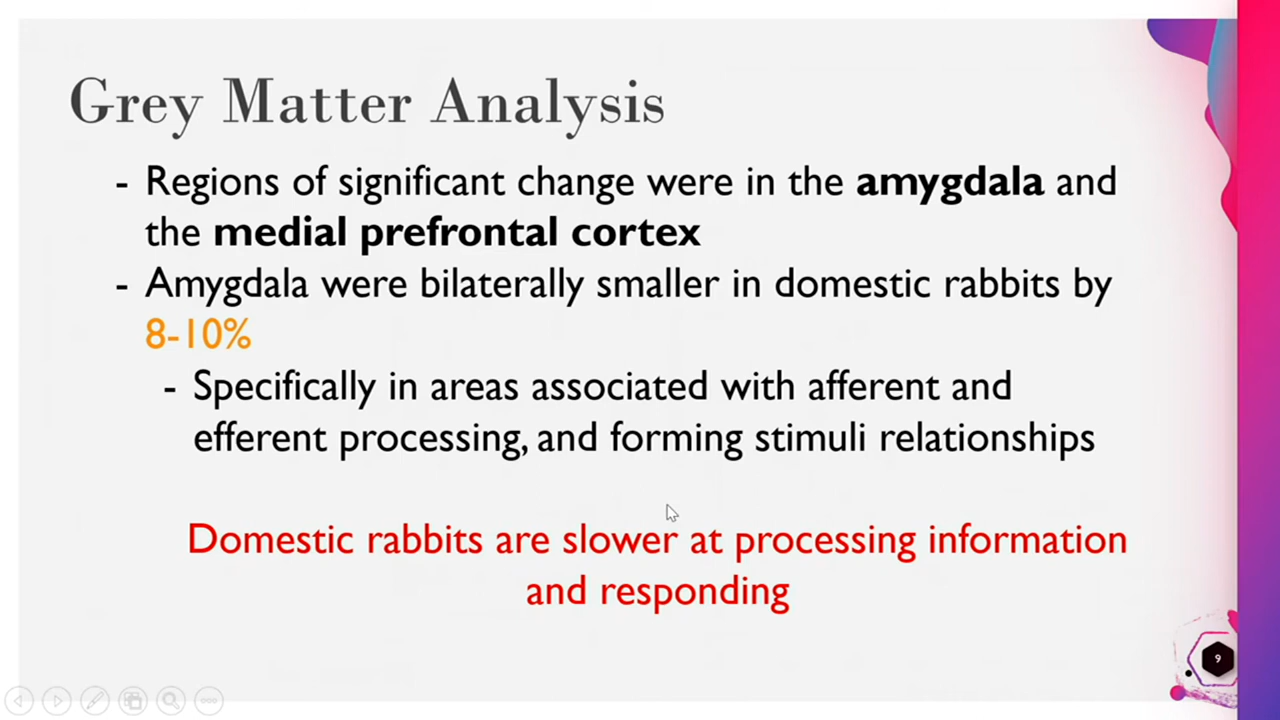 Grey Matter Analysis
- Regions of significant change were in the amygdala and
the medial prefrontal cortex
- Amygdala were bilaterally smaller in domestic rabbits by
8-10%
- Specifically in areas associated with afferent and
efferent processing, and forming stimuli relationships
Domestic rabbits are slower at processing information
and responding
9